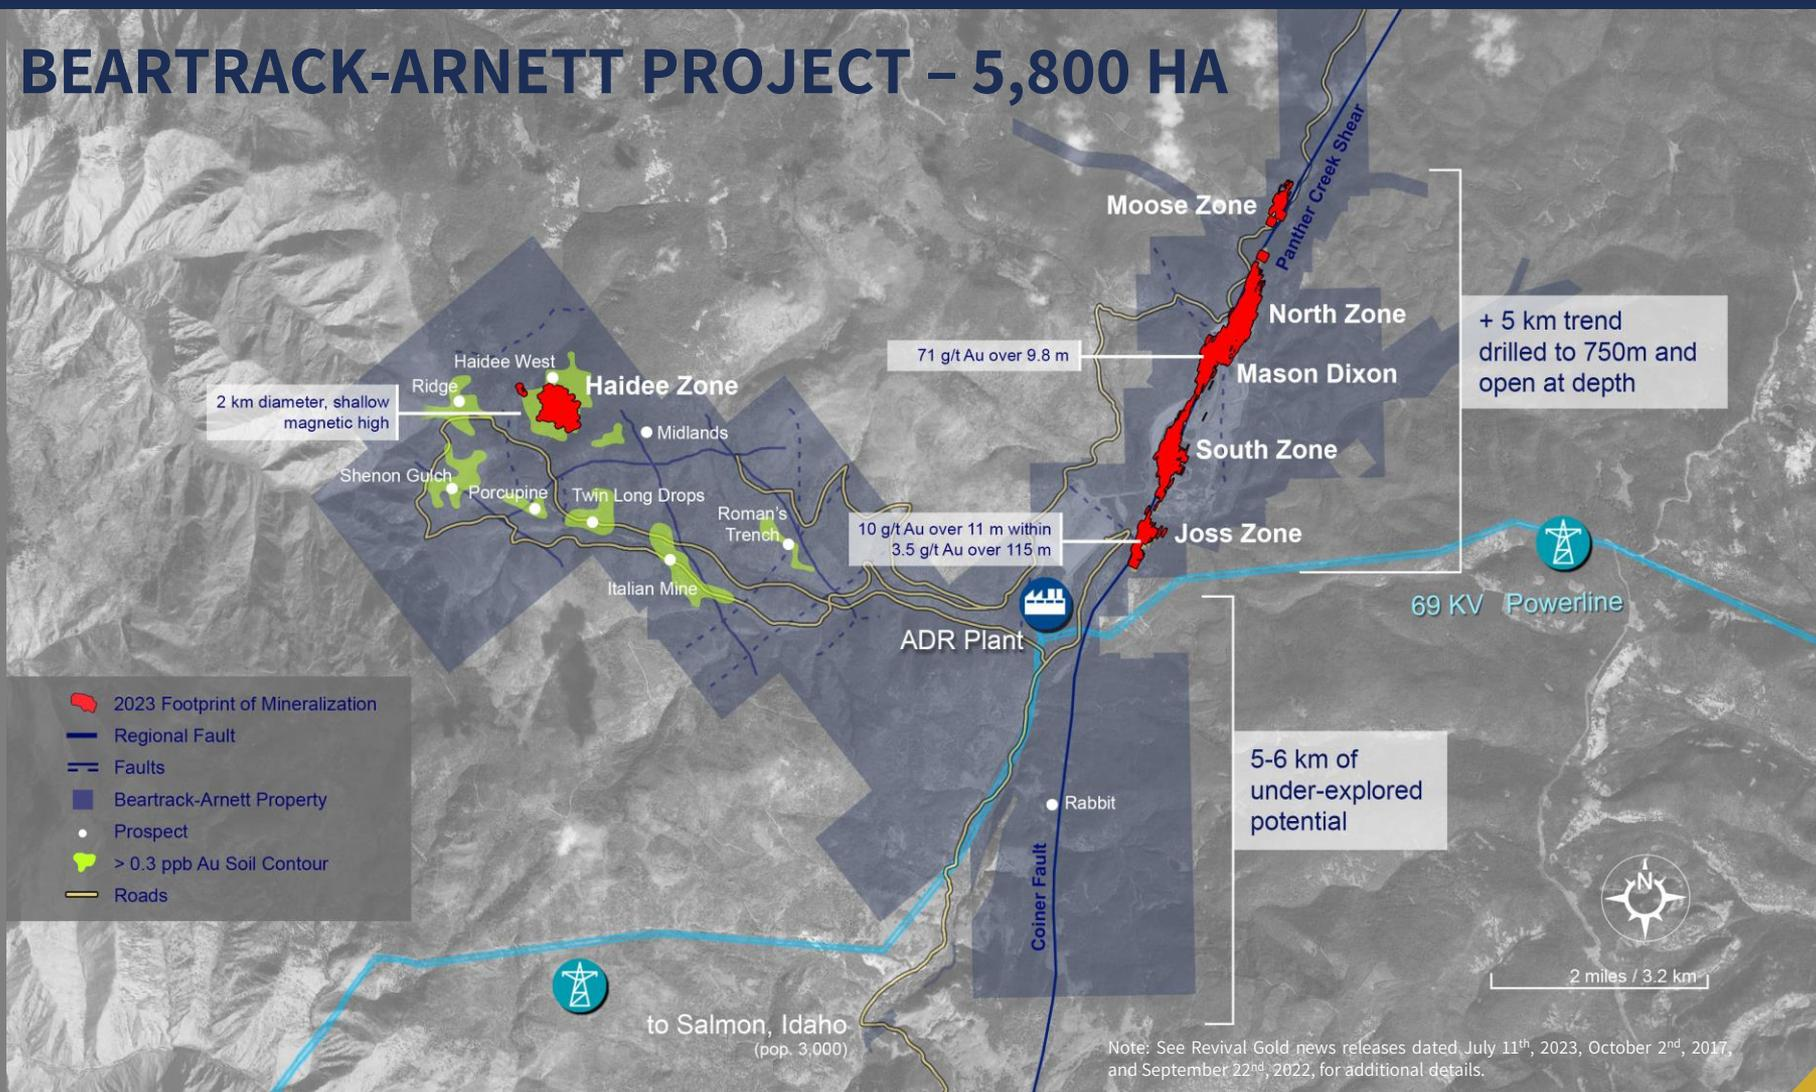 BEARTRACK-ARNETT PROJECT – 5,800 HA
Panther Creek Shear
Moose Zone
North Zone
+ 5 km trend
drilled to 750m and
open at depth
71 g/t Au over 9.8 m
Mason Dixon
Haidee West
Ridge
Haidee Zone
2 km diameter, shallow
magnetic high
Midlands
South Zone
Shenon Gulch
Porcupine
Twin Long Drops
Roman's
Trench
10 g/t Au over 11 m within
3.5 g/t Au over 115 m
Joss Zone
Italian Mine
69 KV Powerline
ADR Plant
2023 Footprint of Mineralization
Regional Fault
Faults
Beartrack-Arnett Property
Prospect
> 0.3 ppb Au Soil Contour
Roads
5-6 km of
under-explored
potential
Rabbit
Coiner Fault
N
2 miles / 3.2 km
to Salmon, Idaho
(pop. 3,000)
Note: See Revival Gold news releases dated July 11th, 2023, October 2nd, 2017,
and September 22nd, 2022, for additional details.